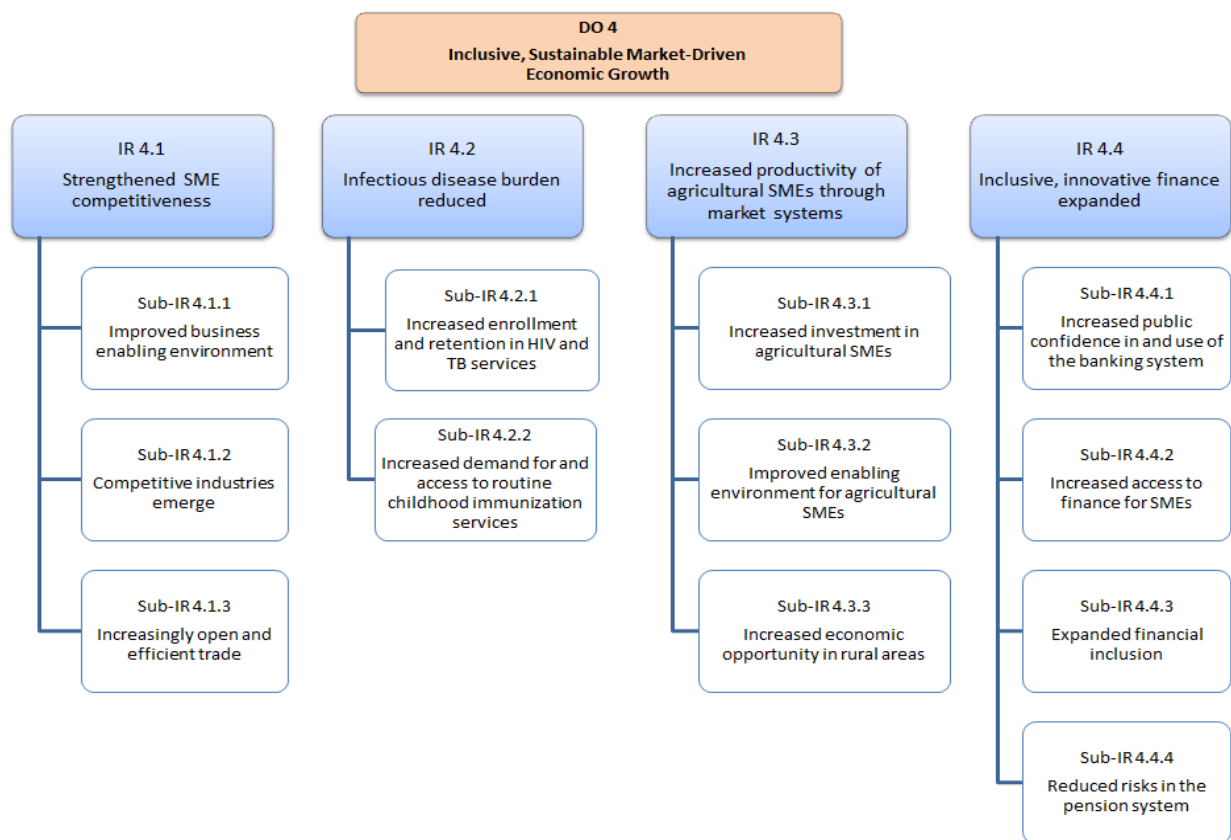 DO 4
Inclusive, Sustainable Market-Driven
Economic Growth
IR 4.1
Strengthened SME
competitiveness
Sub-IR 4.1.1
Improved business
enabling environment
Sub-IR 4.1.2
Competitive industries
emerge
Sub-IR 4.1.3
Increasingly open and
efficient trade
IR 4.2
Infectious disease burden
reduced
Sub-IR 4.2.1
Increased enrollment
and retention in HIV and
TB services
Sub-IR 4.2.2
Increased demand for and
access to routine
childhood immunization
services
IR 4.3
Increased productivity of
agricultural SMEs through
market systems
Sub-IR 4.3.1
Increased investment in
agricultural SMEs
Sub-IR 4.3.2
Improved enabling
environment for agricultural
SMEs
Sub-IR 4.3.3
Increased economic
opportunity in rural areas
IR 4.4
Inclusive, innovative finance
expanded
Sub-IR 4.4.1
Increased public
confidence in and use of
the banking system
Sub-IR 4.4.2
Increased access to
finance for SMEs
Sub-IR 4.4.3
Expanded financial
inclusion
Sub-IR 4.4.4
Reduced risks in the
pension system